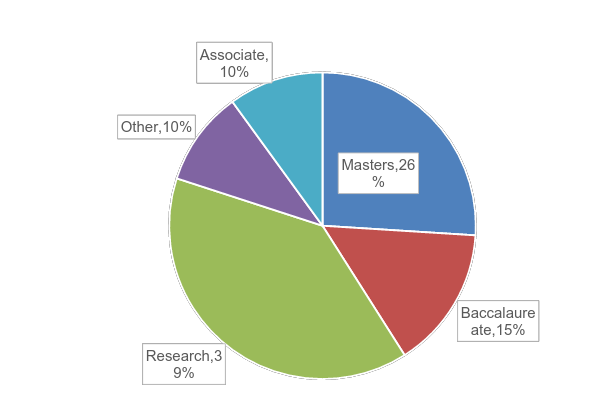 Associate,
10%
Other,10%
Masters,26
%
Baccalaure
ate,15%
Research,3
9%